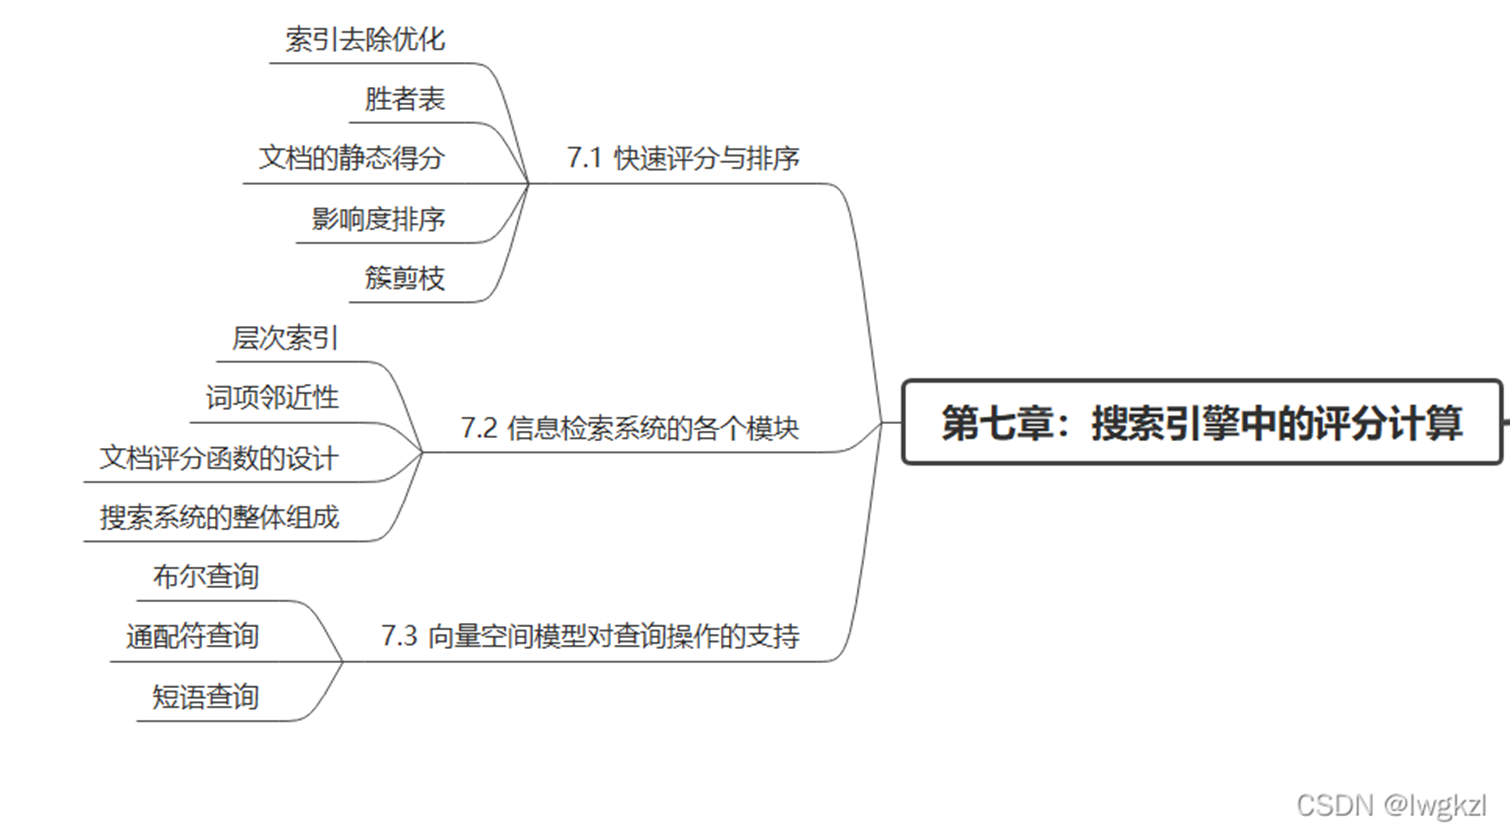 第七章：搜索引擎中的评分计算
7.1 快速评分与排序
索引去除优化
胜者表
文档的静态得分
影响度排序
簇剪枝
7.2 信息检索系统的各个模块
层次索引
词项邻近性
文档评分函数的设计
搜索系统的整体组成
7.3 向量空间模型对查询操作的支持
布尔查询
通配符查询
短语查询
CSDN @lwgkzl